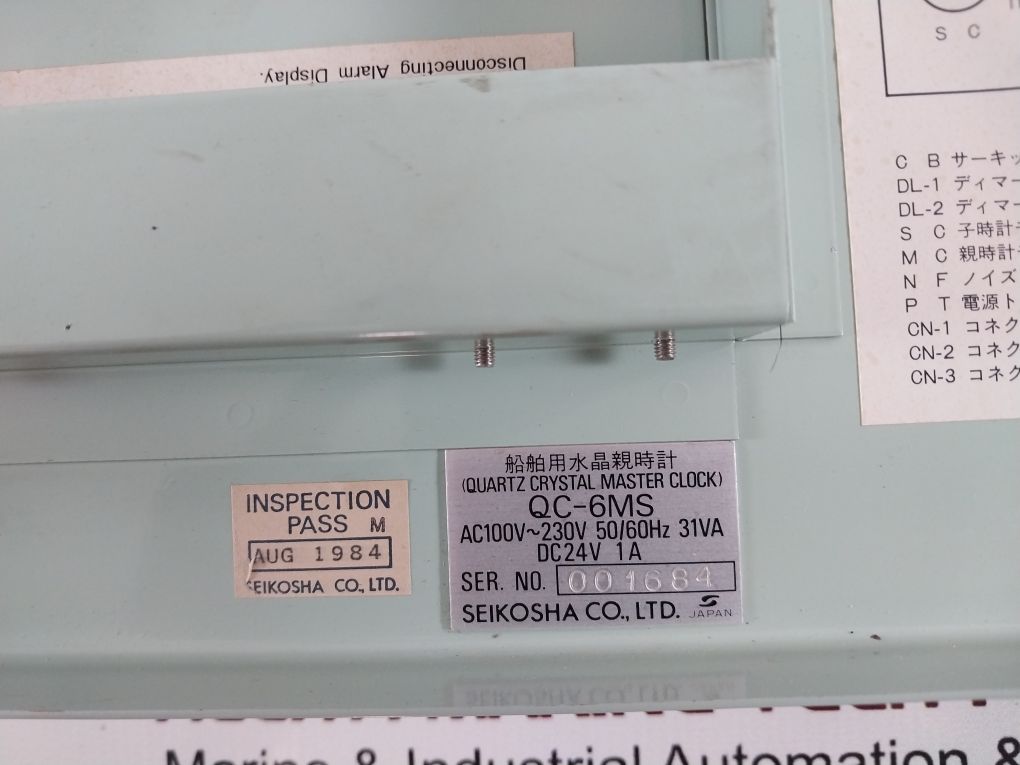 Disconnecting Alarm Display.
S C
C B サーキッ
DL-1 ディマー
DL-2 ディマー
S C 子時計
M C 親時計
N F ノイズ
P T 電源ト
CN-1 コネク
CN-2 コネク
CN-3 コネク
INSPECTION
PASS M
AUG 1984
SEIKOSHA CO., LTD.
船舶用水晶親時計
(QUARTZ CRYSTAL MASTER CLOCK)
QC-6MS
AC100V~230V 50/60Hz 31VA
DC24V 1A
SER. NO. 001684
SEIKOSHA CO., LTD. S JAPAN
Marine & Industrial Automation &